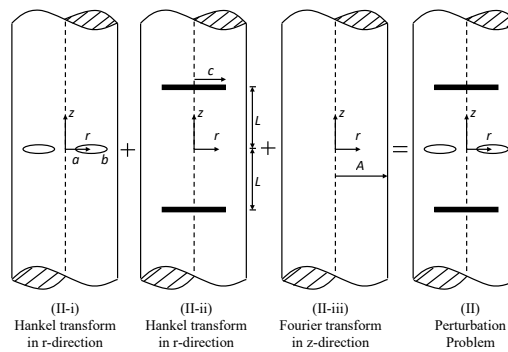 c
z
z
z
z
L
r
r
r
r
a
b
+
+
=
A
L
(II-i)
Hankel transform
in r-direction
(II-ii)
Hankel transform
in r-direction
(II-iii)
Fourier transform
in z-direction
(II)
Perturbation
Problem